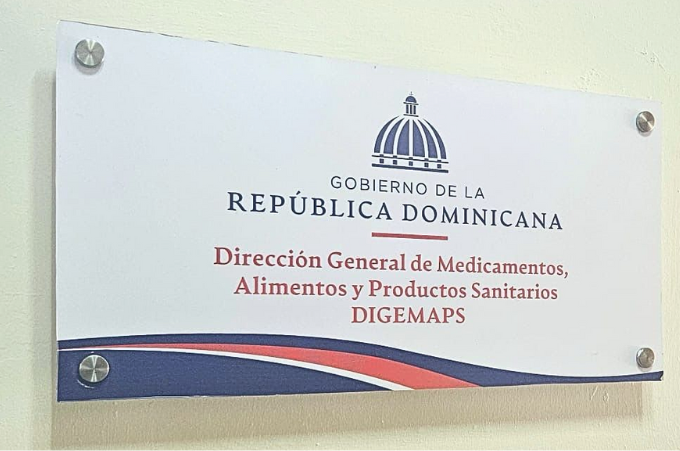 GOBIERNO DE LA
REPÚBLICA DOMINICANA
Dirección General de Medicamentos,
Alimentos y Productos Sanitarios
DIGEMAPS